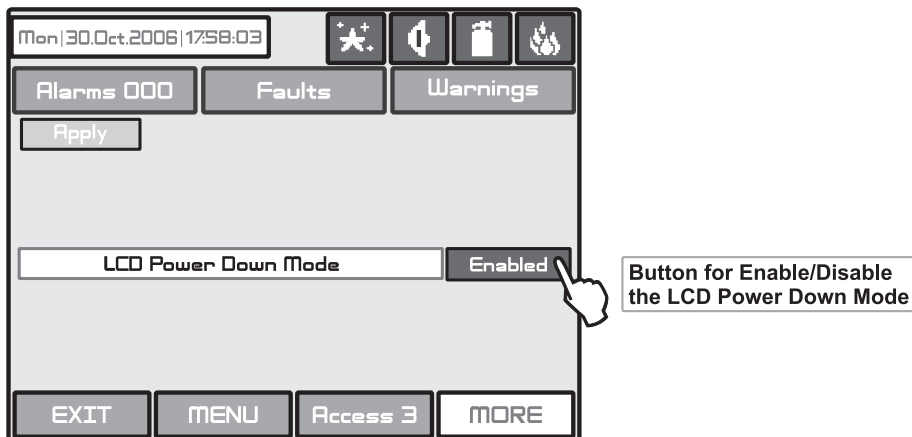 Mon|30.Oct.2006|17:58:03
Alarms 000 Faults Warnings
Apply
LCD Power Down Mode Enabled
Button for Enable/Disable
the LCD Power Down Mode
EXIT MENU Access 3 MORE